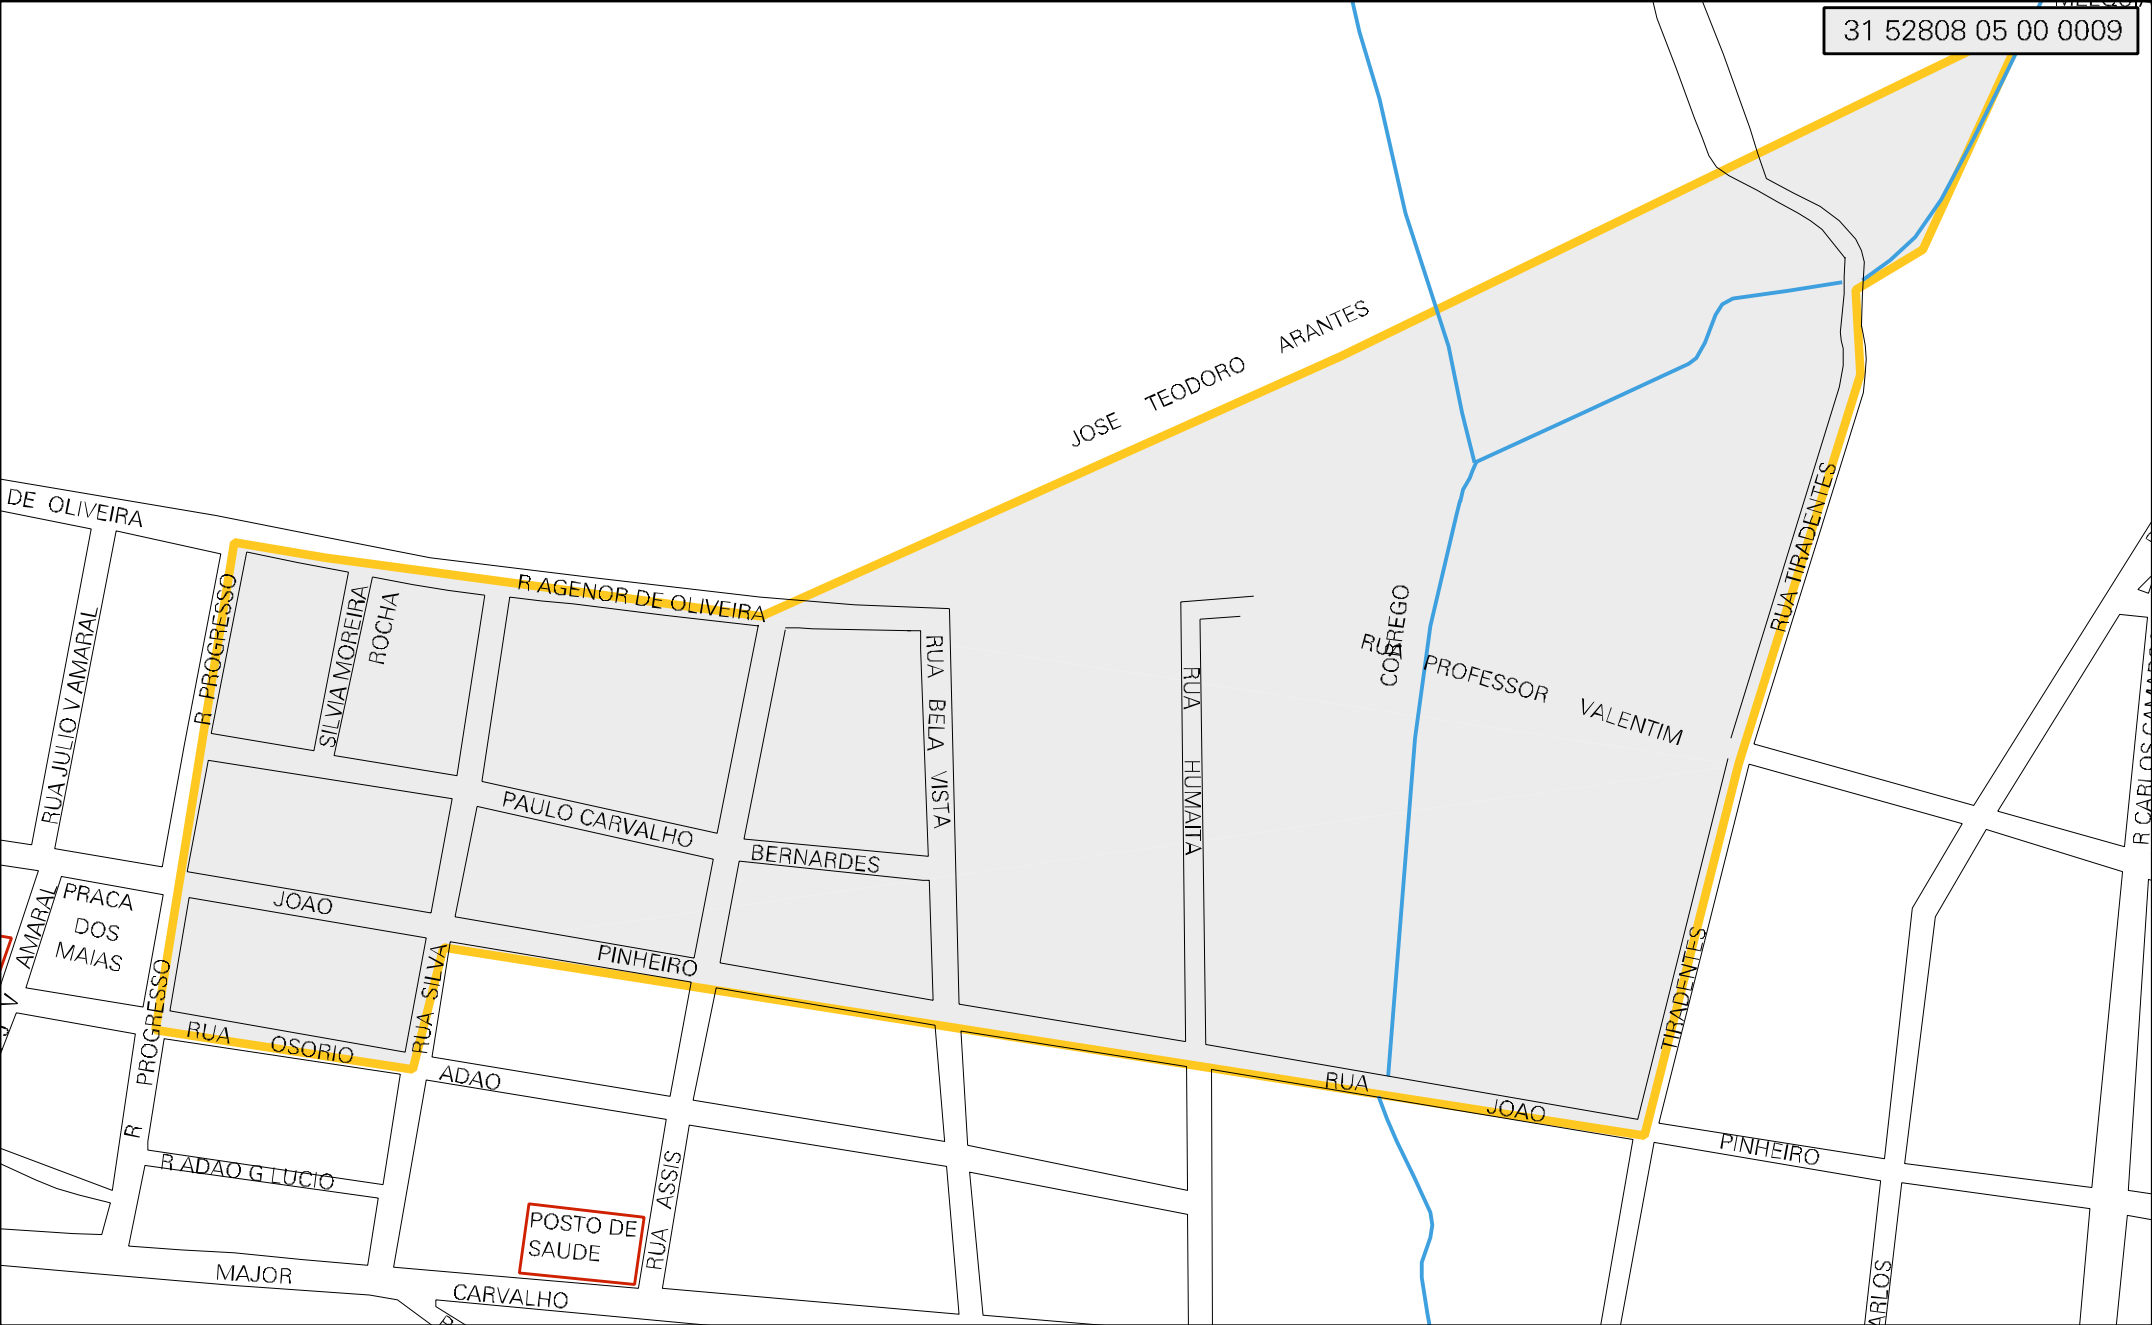 31 52808 05 00 0009
JOSE TEODORO ARANTES
DE OLIVEIRA
R AGENOR DE OLIVEIRA
R PROGRESSO
SILVIA MOREIRA
ROCHA
RUA JULIO V AMARAL
RUA BELA VISTA
RUA HUMAITA
CORREGO
RUA PROFESSOR VALENTIM
RUA TIRADENTES
PAULO CARVALHO
BERNARDES
PRACA
DOS
MAIAS
AMARAL
JOAO
PINHEIRO
RUA SILVA
RUA OSORIO
R PROGRESSO
ADAO
RUA
JOAO
PINHEIRO
TIRADENTES
R ADAO G LUCIO
RUA ASSIS
POSTO DE
SAUDE
MAJOR
CARVALHO
ARLOS